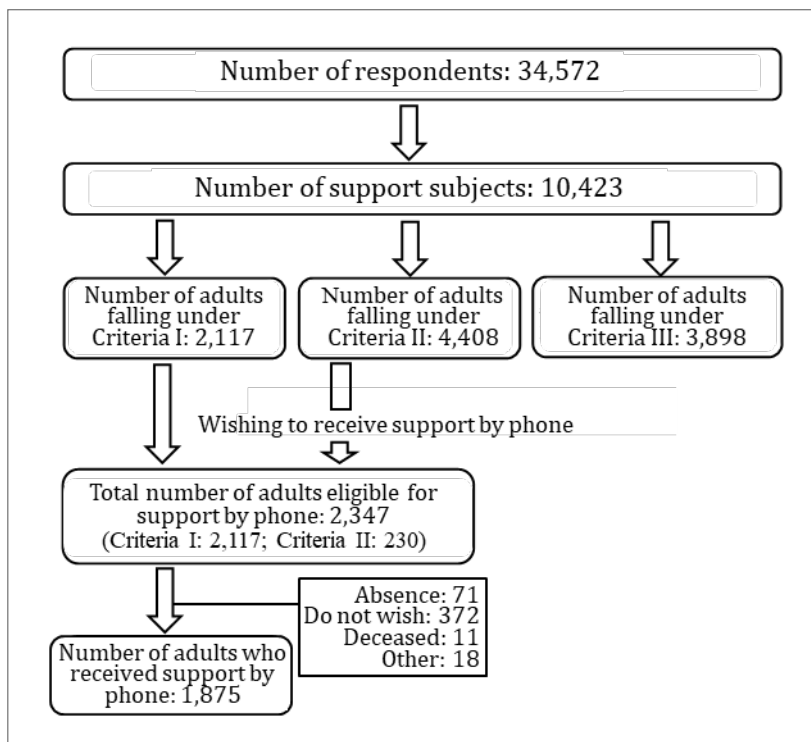 Number of respondents: 34,572
Number of support subjects: 10,423
Number of adults
falling under
Criteria I: 2,117
Number of adults
falling under
Criteria II: 4,408
Number of adults
falling under
Criteria III: 3,898
Wishing to receive support by phone
Total number of adults eligible for
support by phone: 2,347
(Criteria I: 2,117; Criteria II: 230)
Absence: 71
Do not wish: 372
Deceased: 11
Other: 18
Number of adults who
received support by
phone: 1,875